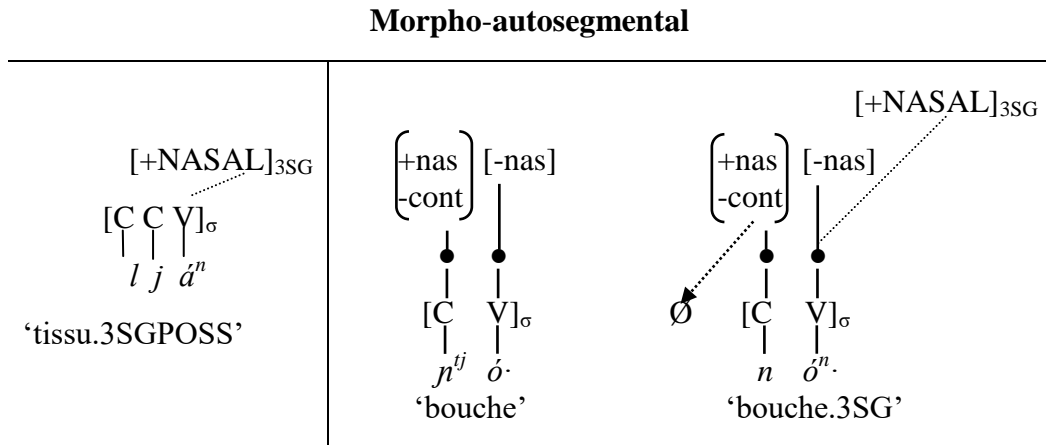 Morpho-autosegmental
[+NASAL]3SG
[+NASAL]3SG
+nas [-nas] +nas [-nas]
-cont -cont
[C C V]σ
l j áⁿ
‘tissu.3SGPOSS’
[C V]σ Ø [C V]σ
ɲᵗʲ ó· n óⁿ·
‘bouche’ ‘bouche.3SG’